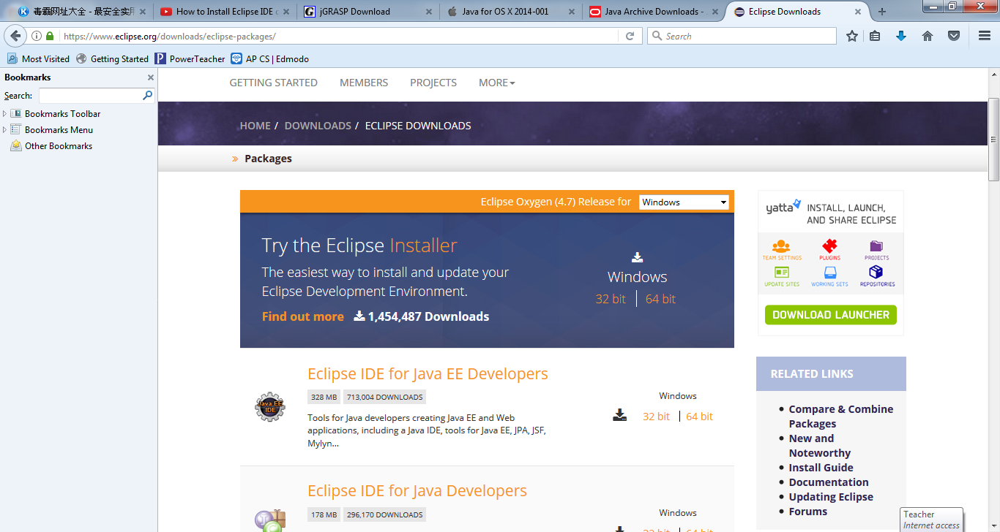 毒霸网址大全 - 最安全实用
How to Install Eclipse IDE
jGRASP Download
Java for OS X 2014-001
Java Archive Downloads -
Eclipse Downloads
https://www.eclipse.org/downloads/eclipse-packages/
Search
Most Visited
Getting Started
PowerTeacher
AP CS | Edmodo
Bookmarks
Search:
Bookmarks Toolbar
Bookmarks Menu
Other Bookmarks
GETTING STARTED MEMBERS PROJECTS MORE
HOME / DOWNLOADS / ECLIPSE DOWNLOADS
» Packages
Eclipse Oxygen (4.7) Release for Windows
Try the Eclipse Installer
The easiest way to install and update your
Eclipse Development Environment.
Find out more 1,454,487 Downloads
Windows
32 bit | 64 bit
Eclipse IDE for Java EE Developers
328 MB 713,004 DOWNLOADS
Java EE
IDE
Tools for Java developers creating Java EE and Web
applications, including a Java IDE, tools for Java EE, JPA, JSF,
Mylyn...
Windows
32 bit | 64 bit
Eclipse IDE for Java Developers
178 MB 296,170 DOWNLOADS
Windows
32 bit | 64 bit
yatta INSTALL, LAUNCH,
AND SHARE ECLIPSE
TEAM SETTINGS PLUGINS PROJECTS
UPDATE SITES WORKING SETS REPOSITORIES
DOWNLOAD LAUNCHER
RELATED LINKS
• Compare & Combine
Packages
• New and
Noteworthy
• Install Guide
• Documentation
• Updating Eclipse
• Forums
Teacher
Internet access